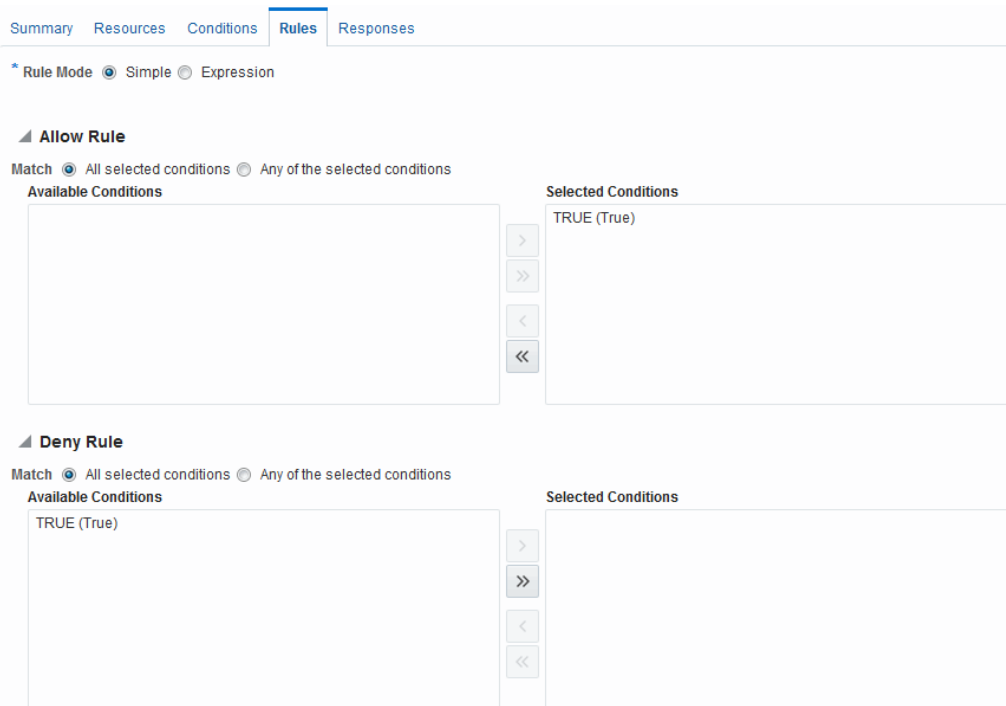 Summary Resources Conditions Rules Responses
* Rule Mode Simple Expression
Allow Rule
Match All selected conditions Any of the selected conditions
Available Conditions Selected Conditions
TRUE (True)
> 
>>
<
<<
Deny Rule
Match All selected conditions Any of the selected conditions
Available Conditions Selected Conditions
TRUE (True)
>
>>
<
<<